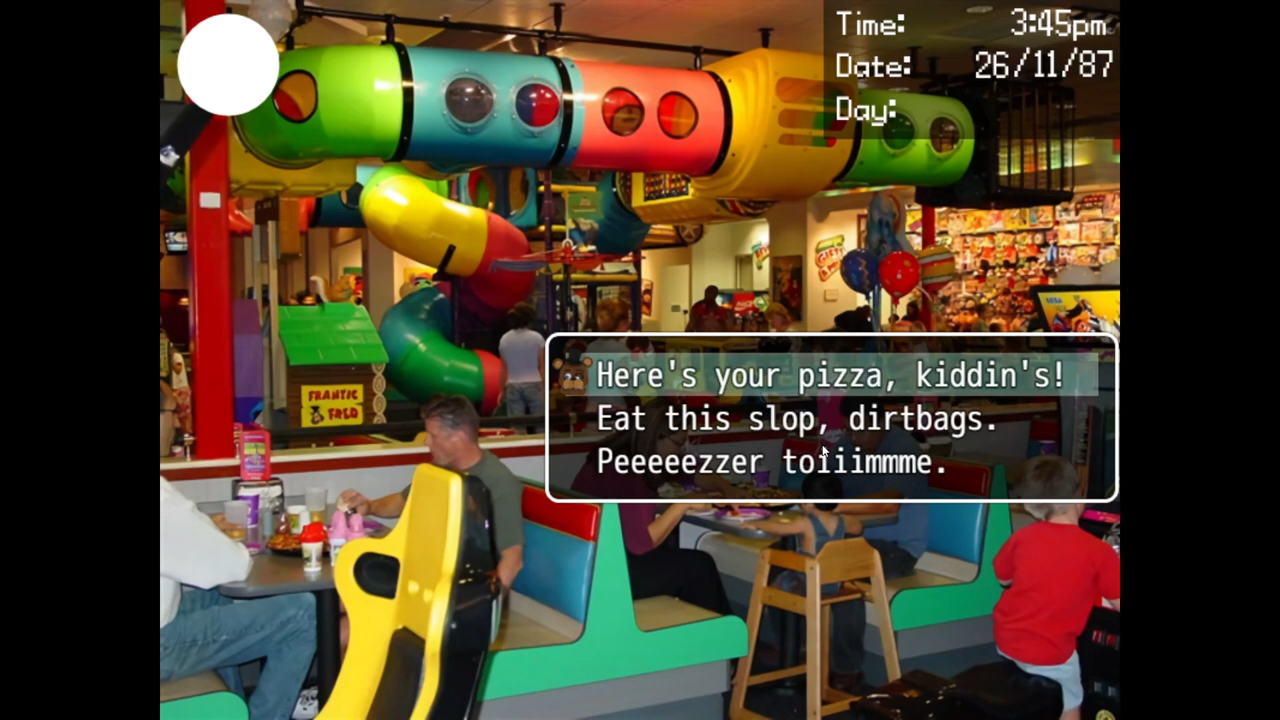 Time: 3:45pm
Date: 26/11/87
Day:
Here's your pizza, kiddin's!
Eat this slop, dirtbags.
Peeeeezzer toiiimmme.
FRANTIC
FRED
SEGA